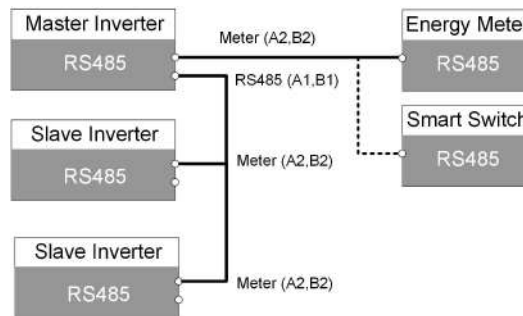 Master Inverter
RS485
Meter (A2,B2)
Energy Mete
RS485
RS485 (A1,B1)
Smart Switch
RS485
Slave Inverter
RS485
Meter (A2,B2)
Slave Inverter
RS485
Meter (A2,B2)